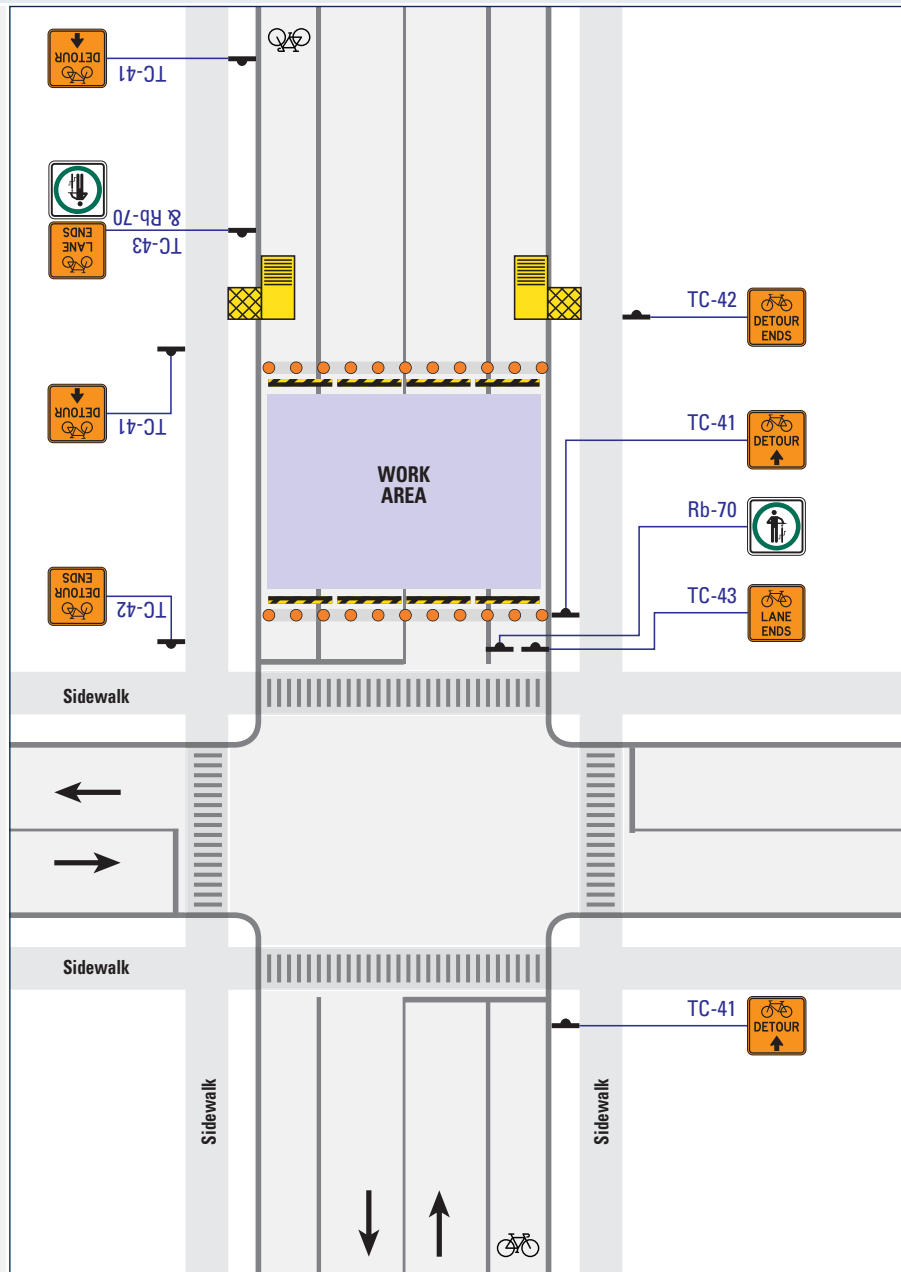 DETOUR
TC-41
TC-43
& Rb-70
LANE
ENDS
DETOUR
TC-41
DETOUR
ENDS
TC-42
TC-42
DETOUR
ENDS
TC-41
DETOUR
Rb-70
TC-43
LANE
ENDS
WORK
AREA
Sidewalk
Sidewalk
Sidewalk
Sidewalk
TC-41
DETOUR